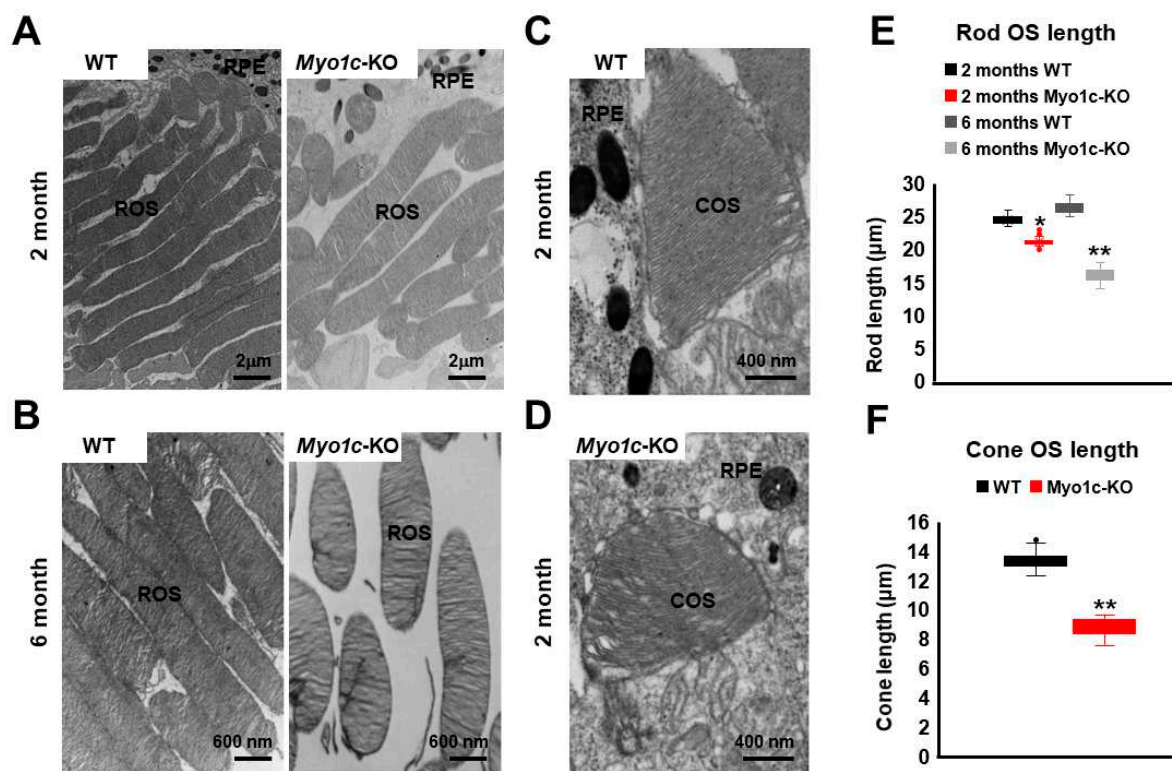 A
WT
RPE
ROS
2µm
Myo1c-KO
RPE
ROS
2µm
2 month
B
WT
ROS
600 nm
Myo1c-KO
ROS
600 nm
6 month
C
WT
RPE
COS
400 nm
2 month
D
Myo1c-KO
RPE
COS
400 nm
2 month
E
Rod OS length
2 months WT
2 months Myo1c-KO
6 months WT
6 months Myo1c-KO
Rod length (µm)
30
25
20
15
10
5
0
*
**
F
Cone OS length
WT Myo1c-KO
Cone length (µm)
16
14
12
10
8
6
4
2
0
**